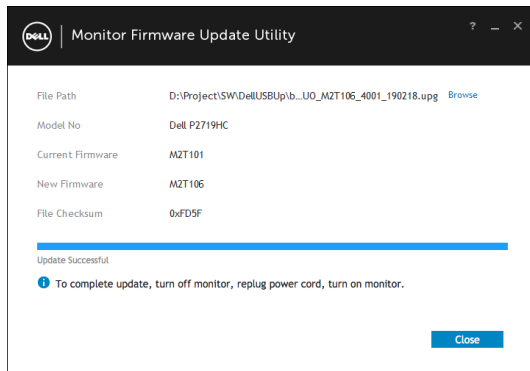 DELL Monitor Firmware Update Utility ?
File Path D:\Project\SW\DellUSBUp\b...UO_M2T106_4001_190218.upg Browse
Model No Dell P2719HC
Current Firmware M2T101
New Firmware M2T106
File Checksum 0xFD5F
Update Successful
i To complete update, turn off monitor, replug power cord, turn on monitor.
Close